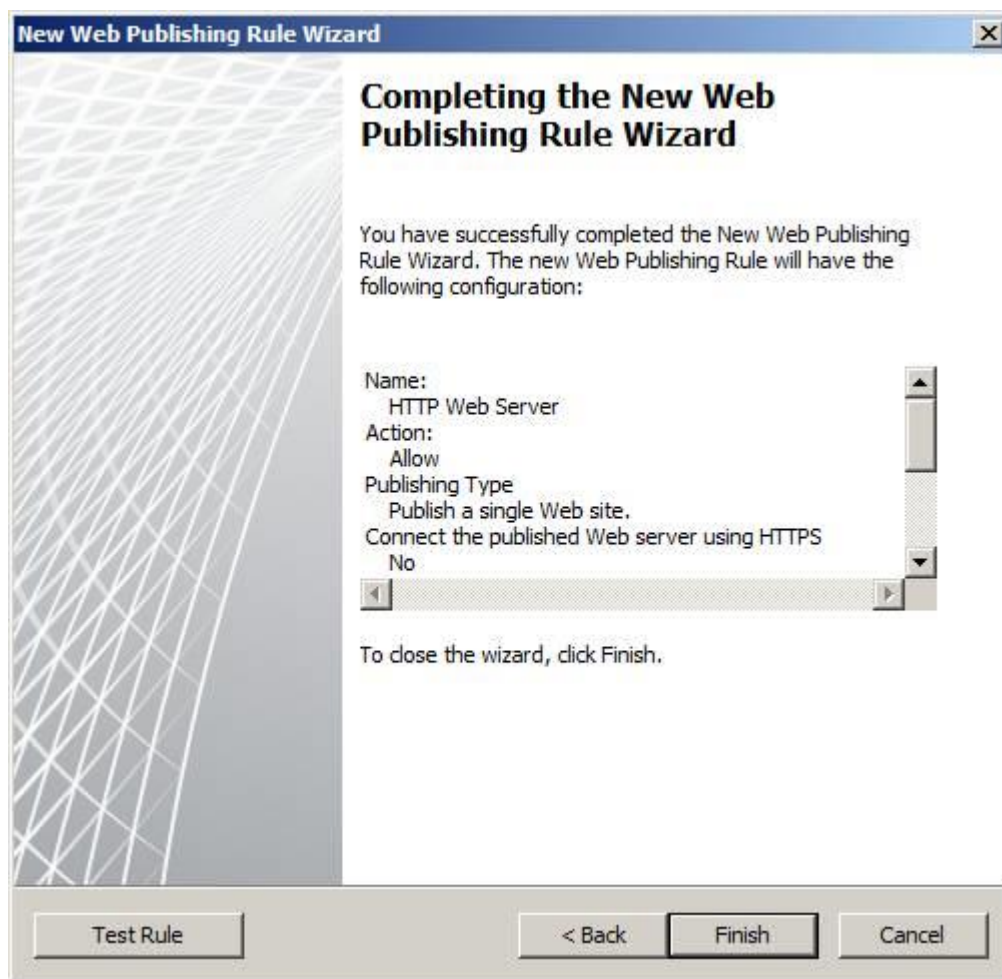 New Web Publishing Rule Wizard
Completing the New Web
Publishing Rule Wizard
You have successfully completed the New Web Publishing
Rule Wizard. The new Web Publishing Rule will have the
following configuration:
Name:
HTTP Web Server
Action:
Allow
Publishing Type
Publish a single Web site.
Connect the published Web server using HTTPS
No
To close the wizard, click Finish.
Test Rule
< Back
Finish
Cancel